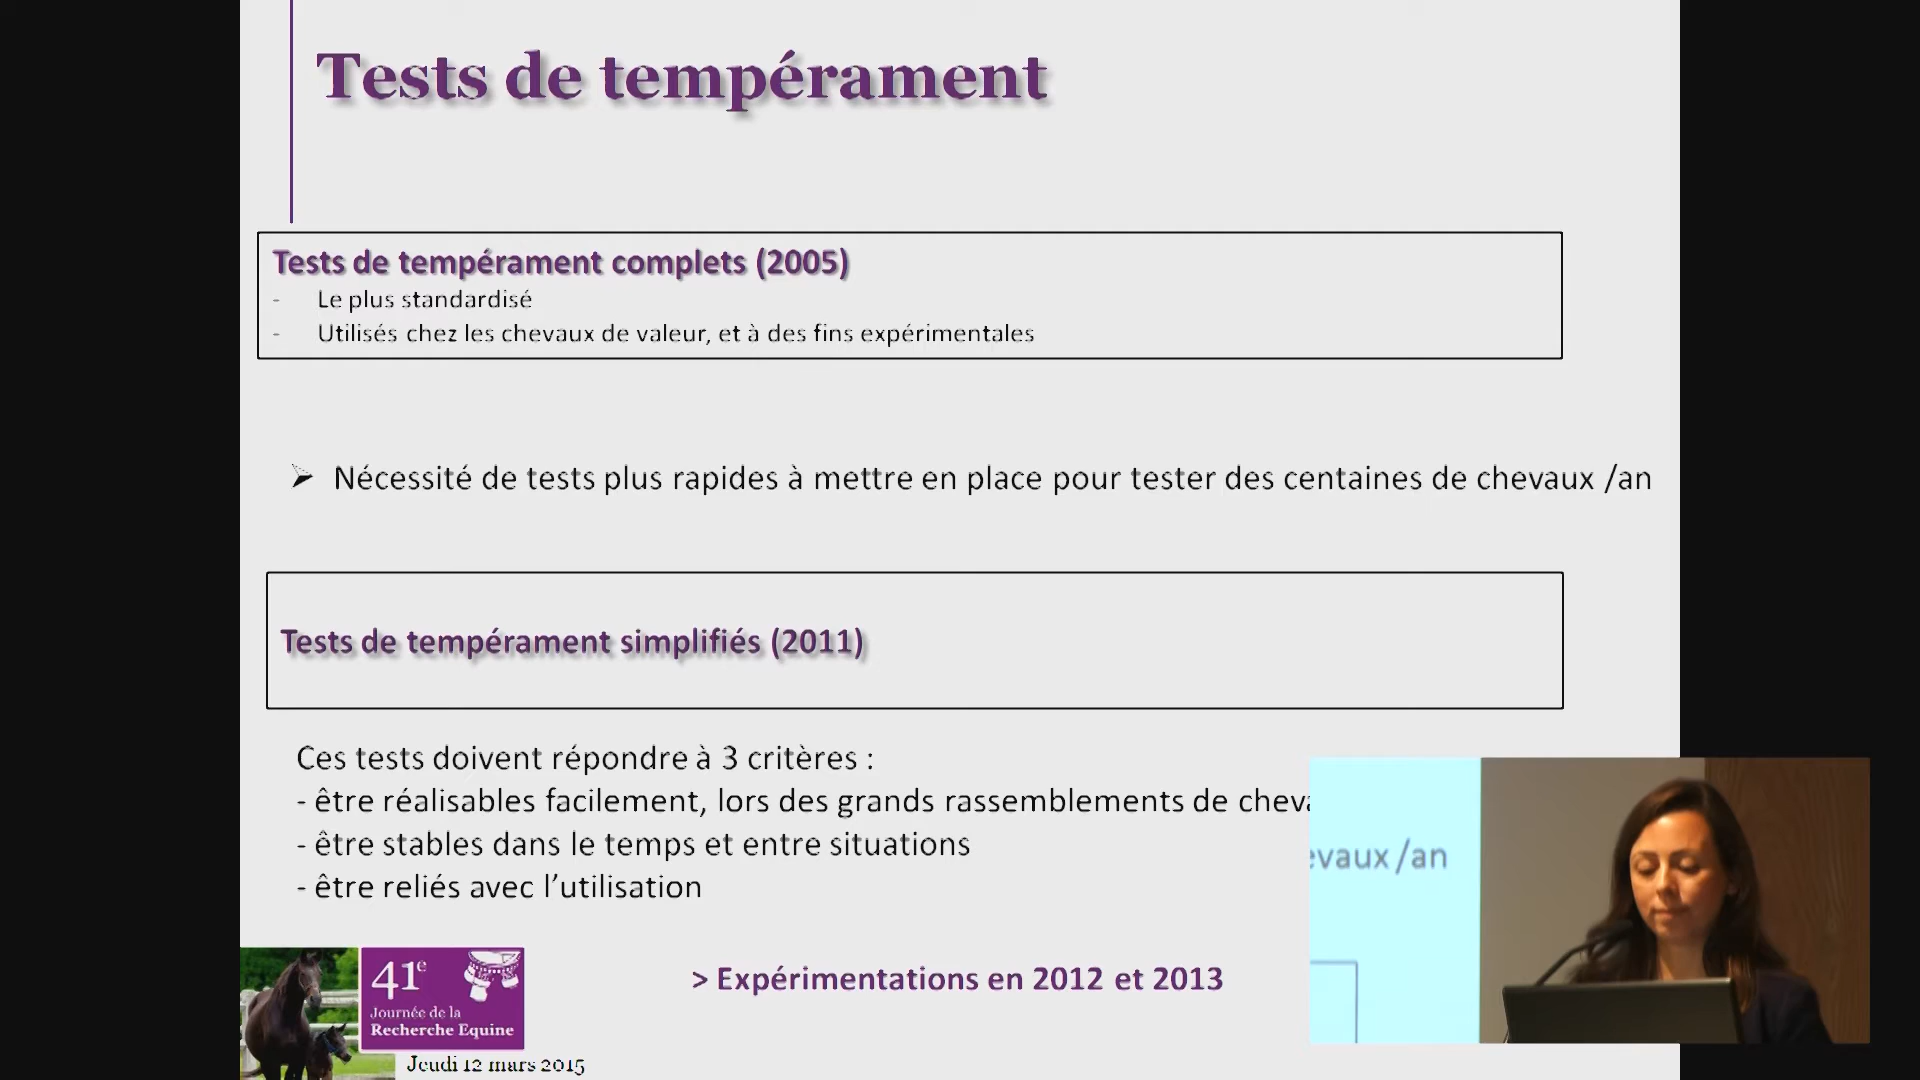 Tests de tempérament
Tests de tempérament complets (2005)
- Le plus standardisé
- Utilisés chez les chevaux de valeur, et à des fins expérimentales
➢ Nécessité de tests plus rapides à mettre en place pour tester des centaines de chevaux /an
Tests de tempérament simplifiés (2011)
Ces tests doivent répondre à 3 critères :
- être réalisables facilement, lors des grands rassemblements de
- être stables dans le temps et entre situations
- être reliés avec l’utilisation
/an
> Expérimentations en 2012 et 2013
41e
Journée de la
Recherche Equine
Jeudi 12 mars 2015